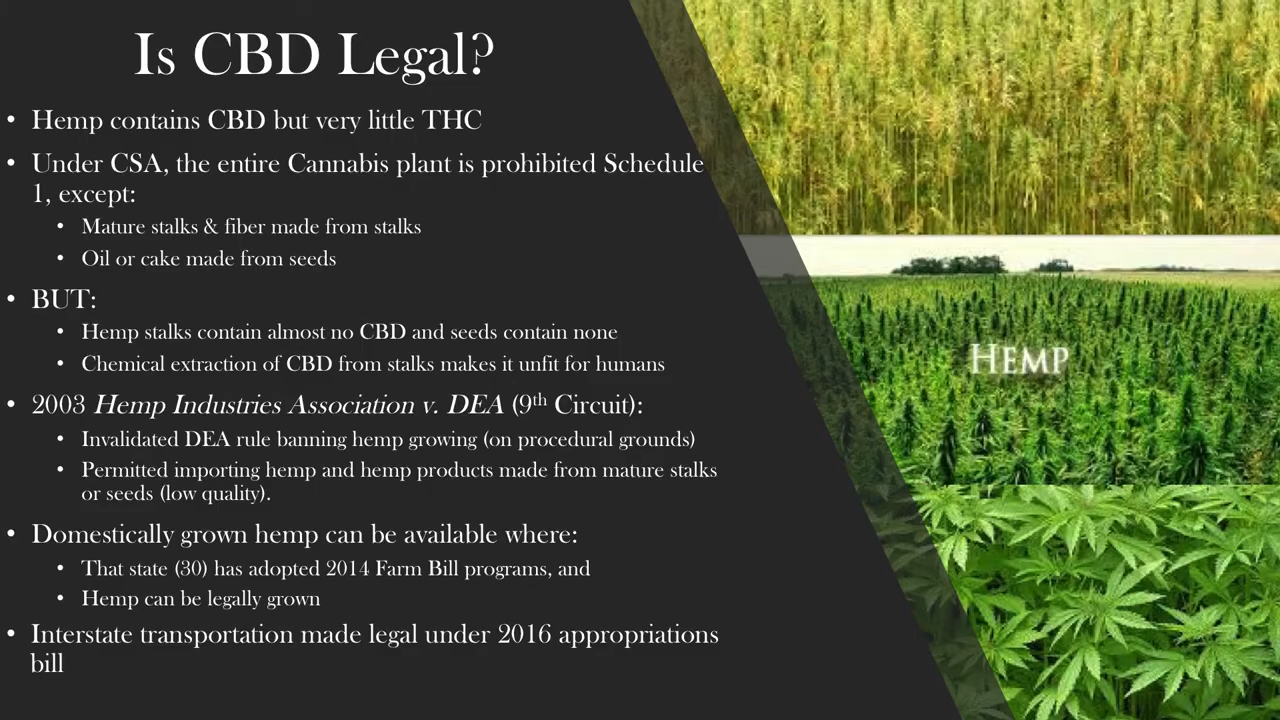 Is CBD Legal?
• Hemp contains CBD but very little THC
• Under CSA, the entire Cannabis plant is prohibited Schedule
1, except:
• Mature stalks & fiber made from stalks
• Oil or cake made from seeds
• BUT:
• Hemp stalks contain almost no CBD and seeds contain none
• Chemical extraction of CBD from stalks makes it unfit for humans
• 2003 Hemp Industries Association v. DEA (9th Circuit):
• Invalidated DEA rule banning hemp growing (on procedural grounds)
• Permitted importing hemp and hemp products made from mature stalks
or seeds (low quality).
• Domestically grown hemp can be available where:
• That state (30) has adopted 2014 Farm Bill programs, and
• Hemp can be legally grown
• Interstate transportation made legal under 2016 appropriations
bill
HEMP